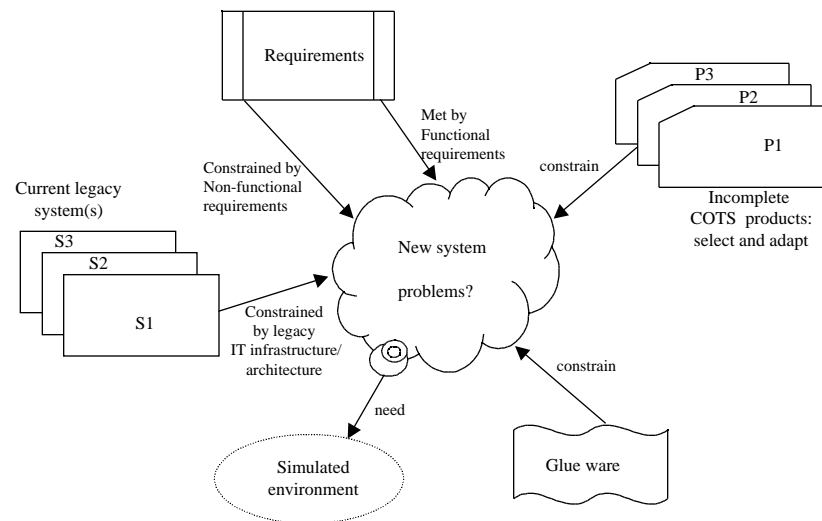 Requirements
Met by
Functional
requirements
Constrained by
Non-functional
requirements
P3
P2
P1
constrain
Incomplete
COTS products:
select and adapt
Current legacy
system(s)
S3
S2
S1
New system
problems?
Constrained
by legacy
IT infrastructure/
architecture
constrain
need
Simulated
environment
Glue ware